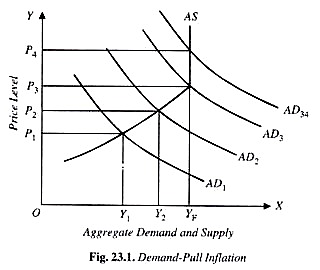 Y
AS
P4
P3
P2
P1
Price Level
AD34
AD3
AD2
AD1
O
Y1
Y2
YF
X
Aggregate Demand and Supply
Fig. 23.1. Demand-Pull Inflation